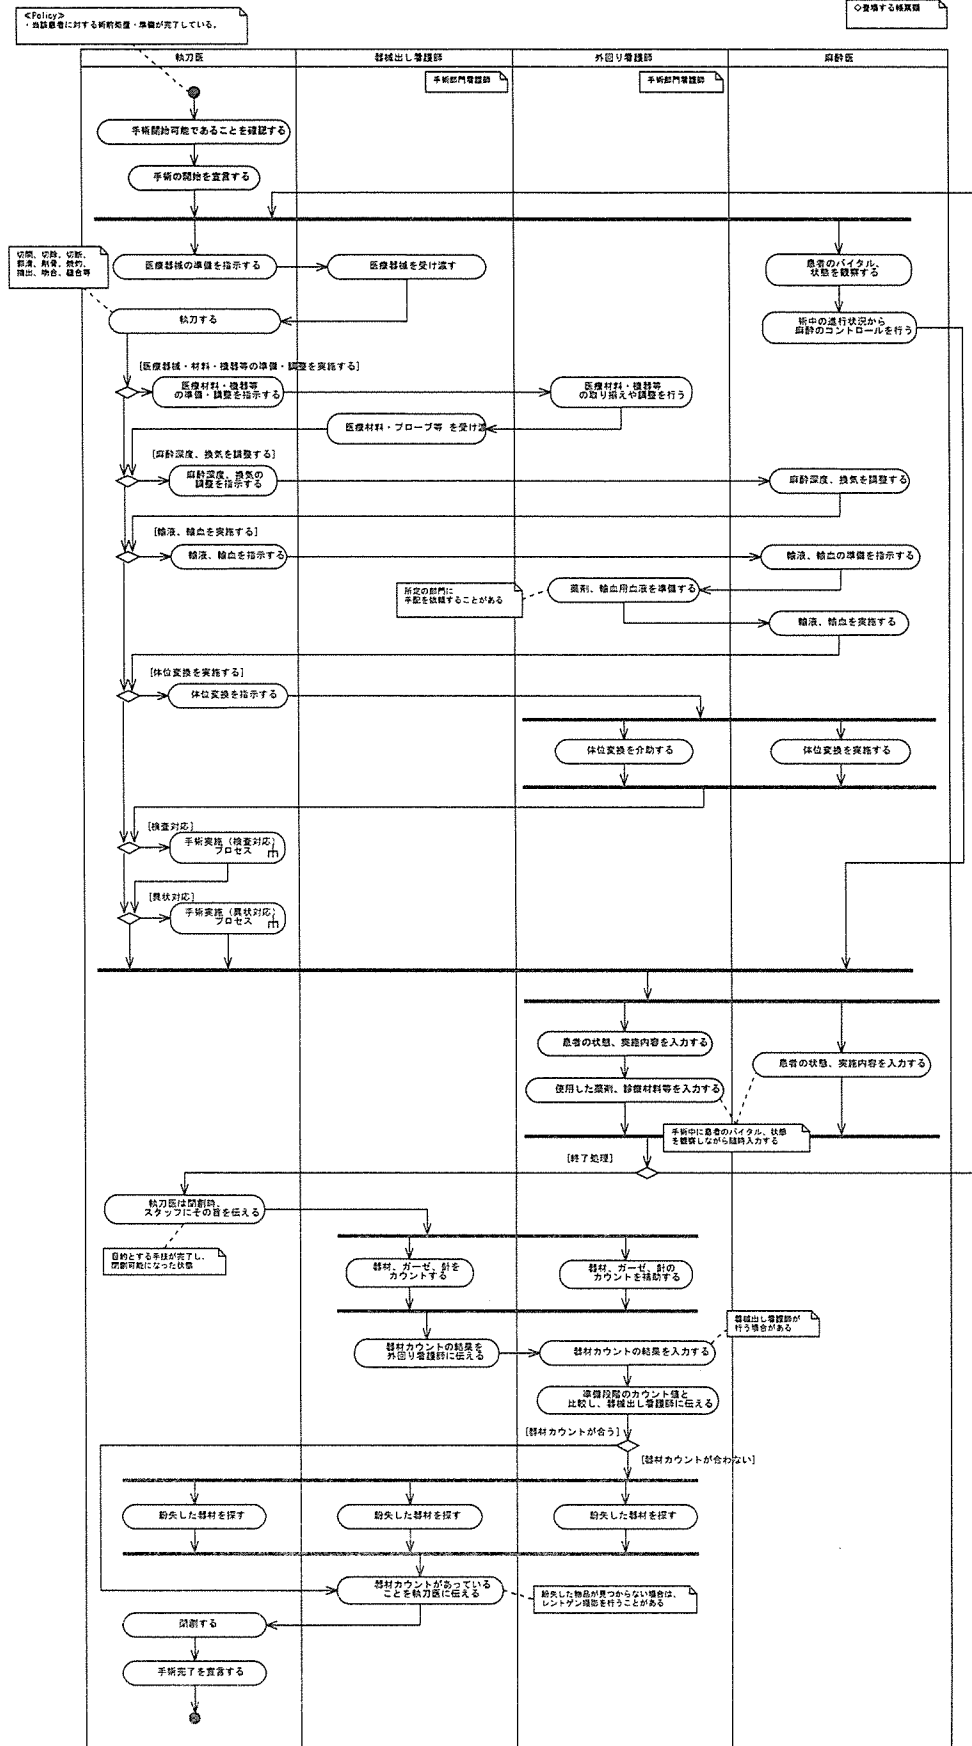 ≪Policy≫
・当該患者に対する術前処置・準備が完了している。
◇登場する帳票類
執刀医
器械出し看護師
外回り看護師
麻酔医
手術部門看護師
手術部門看護師
手術開始可能であることを確認する
手術の開始を宣言する
切開、切除、切断、
郭清、削骨、焼灼、
摘出、吻合、縫合等
医療器械の準備を指示する
医療器械を受け渡す
患者のバイタル、
状態を観察する
執刀する
術中の進行状況から
麻酔のコントロールを行う
[医療器械・材料・機器等の準備・調整を実施する]
医療材料・機器等
の準備・調整を指示する
医療材料・機器等
の取り揃えや調整を行う
医療材料・プローブ等 を受け渡
[麻酔深度、換気を調整する]
麻酔深度、換気の
調整を指示する
麻酔深度、換気を調整する
[輸液、輸血を実施する]
輸液、輸血を指示する
輸液、輸血の準備を指示する
所定の部門に
手配を依頼することがある
薬剤、輸血用血液を準備する
輸液、輸血を実施する
[体位変換を実施する]
体位変換を指示する
体位変換を介助する
体位変換を実施する
[検査対応]
手術実施（検査対応）
プロセス
[異状対応]
手術実施（異状対応）
プロセス
患者の状態、実施内容を入力する
患者の状態、実施内容を入力する
使用した薬剤、診療材料等を入力する
手術中に患者のバイタル、状態
を観察しながら随時入力する
[終了処理]
執刀医は閉創時、
スタッフにその旨を伝える
目的とする手技が完了し、
閉創可能になった状態
器材、ガーゼ、針を
カウントする
器材、ガーゼ、針の
カウントを補助する
器械出し看護師が
行う場合がある
器材カウントの結果を
外回り看護師に伝える
器材カウントの結果を入力する
準備段階のカウント値と
比較し、器械出し看護師に伝える
[器材カウントが合う]
[器材カウントが合わない]
紛失した器材を探す
紛失した器材を探す
紛失した器材を探す
器材カウントがあっている
ことを執刀医に伝える
紛失した物品が見つからない場合は、
レントゲン撮影を行うことがある
閉創する
手術完了を宣言する